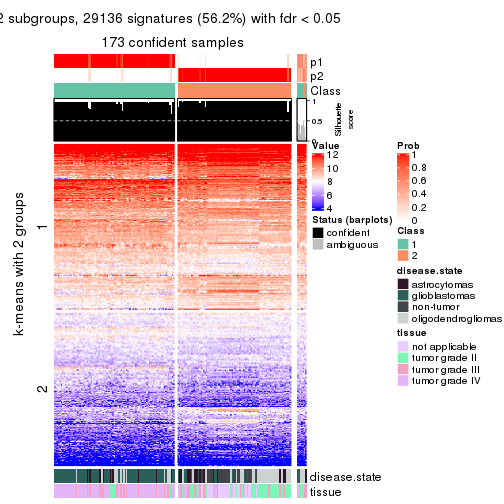 2 subgroups, 29136 signatures (56.2%) with fdr < 0.05
173 confident samples
p1
p2
Class
1
0.5
0
Silhouette
score
k-means with 2 groups
1
2
Value
12
10
8
6
4
Status (barplots)
confident
ambiguous
Prob
1
0.8
0.6
0.4
0.2
0
Class
1
2
disease.state
astrocytomas
glioblastomas
non-tumor
oligodendrogliomas
tissue
not applicable
tumor grade II
tumor grade III
tumor grade IV
disease.state
tissue